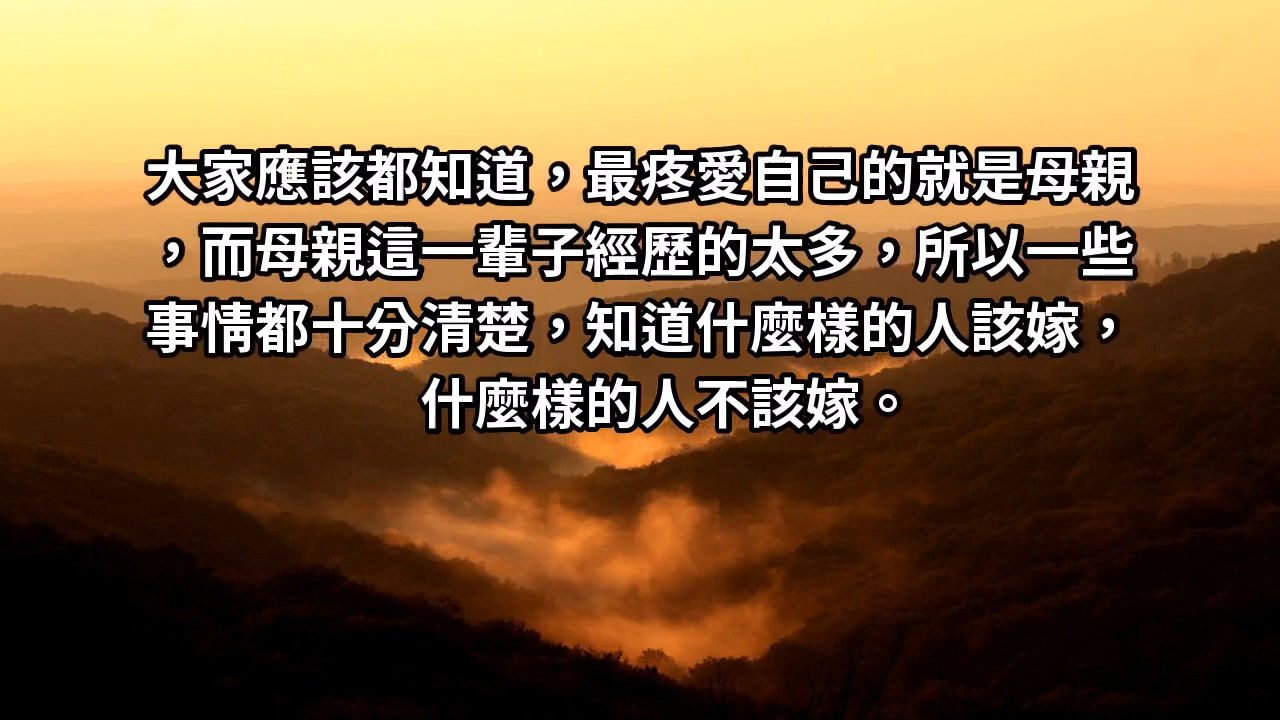 大家應該都知道，最疼愛自己的就是母親
，而母親這一輩子經歷的太多，所以一些
事情都十分清楚，知道什麼樣的人該嫁，
什麼樣的人不該嫁。